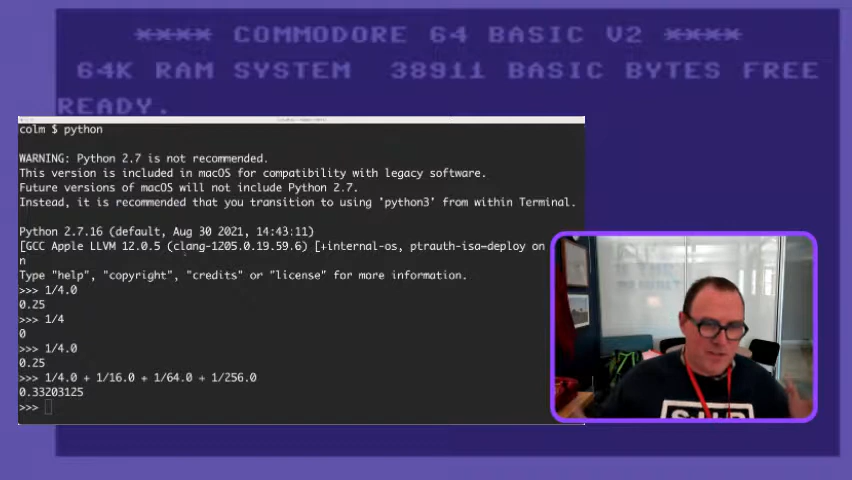 **** COMMODORE 64 BASIC V2 ****
64K RAM SYSTEM 38911 BASIC BYTES FREE
READY.
colm $ python
WARNING: Python 2.7 is not recommended.
This version is included in macOS for compatibility with legacy software.
Future versions of macOS will not include Python 2.7.
Instead, it is recommended that you transition to using 'python3' from within Terminal.
Python 2.7.16 (default, Aug 30 2021, 14:43:11)
[GCC Apple LLVM 12.0.5 (clang-1205.0.19.59.6) [+internal-os, ptrauth-isa=deploy on
n
Type "help", "copyright", "credits" or "license" for more information.
>>> 1/4.0
0.25
>>> 1/4
0
>>> 1/4.0
0.25
>>> 1/4.0 + 1/16.0 + 1/64.0 + 1/256.0
0.33203125
>>>